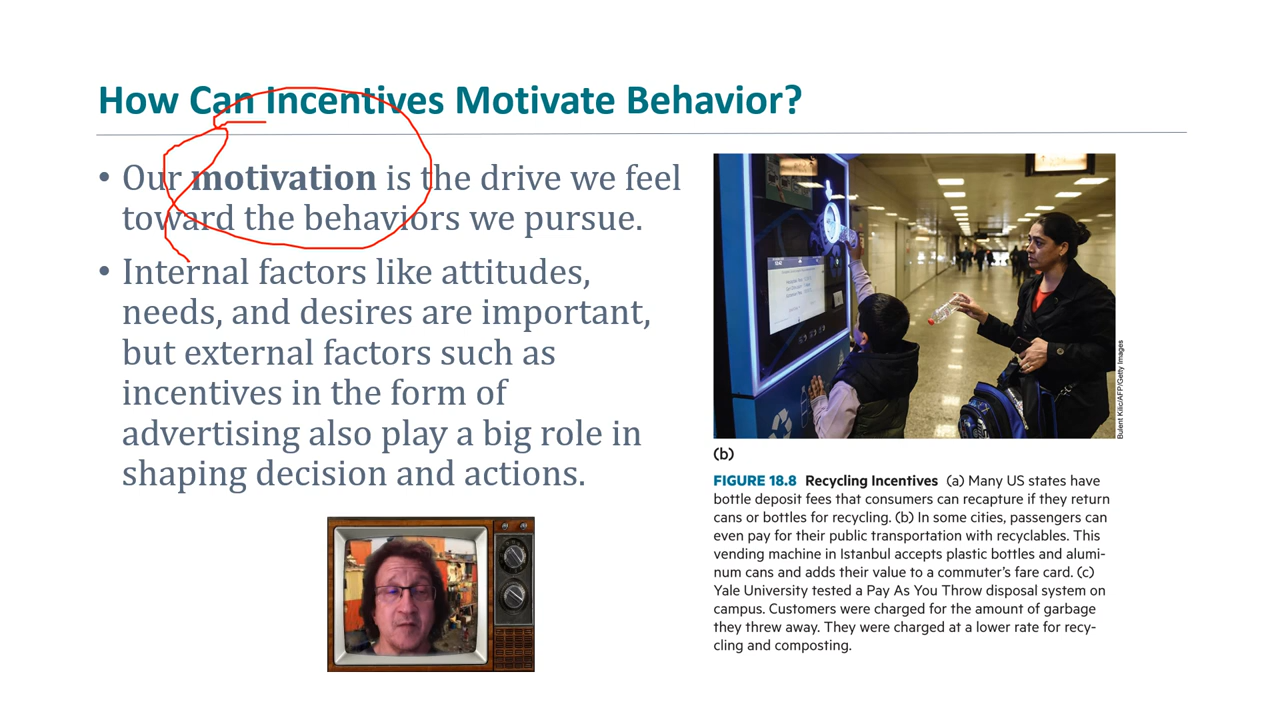 How Can Incentives Motivate Behavior?
• Our motivation is the drive we feel
toward the behaviors we pursue.
• Internal factors like attitudes,
needs, and desires are important,
but external factors such as
incentives in the form of
advertising also play a big role in
shaping decision and actions.
Bulent Kilic/AFP/Getty Images
(b)
FIGURE 18.8 Recycling Incentives (a) Many US states have
bottle deposit fees that consumers can recapture if they return
cans or bottles for recycling. (b) In some cities, passengers can
even pay for their public transportation with recyclables. This
vending machine in Istanbul accepts plastic bottles and alumi-
num cans and adds their value to a commuter's fare card. (c)
Yale University tested a Pay As You Throw disposal system on
campus. Customers were charged for the amount of garbage
they threw away. They were charged at a lower rate for recy-
cling and composting.